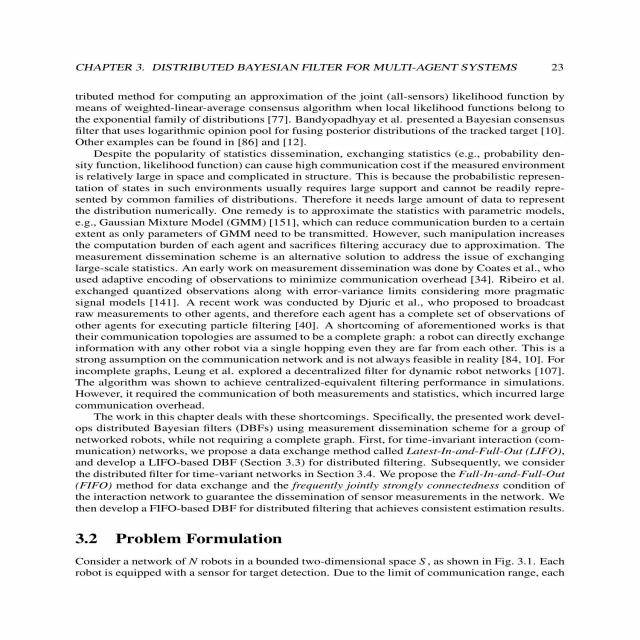 CHAPTER 3. DISTRIBUTED BAYESIAN FILTER FOR MULTI-AGENT SYSTEMS 23
tributed method for computing an approximation of the joint (all-sensors) likelihood function by
means of weighted-linear-average consensus algorithm when local likelihood functions belong to
the exponential family of distributions [77]. Bandyopadhyay et al. presented a Bayesian consensus
filter that uses logarithmic opinion pool for fusing posterior distributions of the tracked target [10].
Other examples can be found in [86] and [12].
Despite the popularity of statistics dissemination, exchanging statistics (e.g., probability den-
sity function, likelihood function) can cause high communication cost if the measured environment
is relatively large in space and complicated in structure. This is because the probabilistic represen-
tation of states in such environments usually requires large support and cannot be readily repre-
sented by common families of distributions. Therefore it needs large amount of data to represent
the distribution numerically. One remedy is to approximate the statistics with parametric models,
e.g., Gaussian Mixture Model (GMM) [151], which can reduce communication burden to a certain
extent as only parameters of GMM need to be transmitted. However, such manipulation increases
the computation burden of each agent and sacrifices filtering accuracy due to approximation. The
measurement dissemination scheme is an alternative solution to address the issue of exchanging
large-scale statistics. An early work on measurement dissemination was done by Coates et al., who
used adaptive encoding of observations to minimize communication overhead [34]. Ribeiro et al.
exchanged quantized observations along with error-variance limits considering more pragmatic
signal models [141]. A recent work was conducted by Djuric et al., who proposed to broadcast
raw measurements to other agents, and therefore each agent has a complete set of observations of
other agents for executing particle filtering [40]. A shortcoming of aforementioned works is that
their communication topologies are assumed to be a complete graph: a robot can directly exchange
information with any other robot via a single hopping even they are far from each other. This is a
strong assumption on the communication network and is not always feasible in reality [84, 10]. For
incomplete graphs, Leung et al. explored a decentralized filter for dynamic robot networks [107].
The algorithm was shown to achieve centralized-equivalent filtering performance in simulations.
However, it required the communication of both measurements and statistics, which incurred large
communication overhead.
The work in this chapter deals with these shortcomings. Specifically, the presented work devel-
ops distributed Bayesian filters (DBFs) using measurement dissemination scheme for a group of
networked robots, while not requiring a complete graph. First, for time-invariant interaction (com-
munication) networks, we propose a data exchange method called Latest-In-and-Full-Out (LIFO),
and develop a LIFO-based DBF (Section 3.3) for distributed filtering. Subsequently, we consider
the distributed filter for time-variant networks in Section 3.4. We propose the Full-In-and-Full-Out
(FIFO) method for data exchange and the frequently jointly strongly connectedness condition of
the interaction network to guarantee the dissemination of sensor measurements in the network. We
then develop a FIFO-based DBF for distributed filtering that achieves consistent estimation results.
3.2 Problem Formulation
Consider a network of N robots in a bounded two-dimensional space S, as shown in Fig. 3.1. Each
robot is equipped with a sensor for target detection. Due to the limit of communication range, each